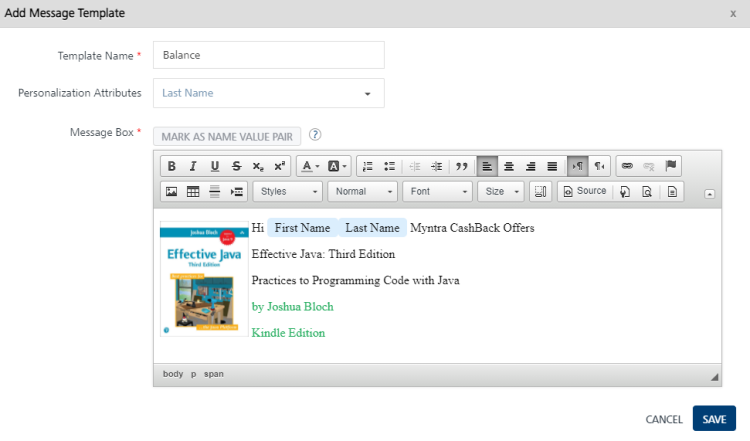 Add Message Template x
Template Name * Balance
Personalization Attributes Last Name
Message Box * MARK AS NAME VALUE PAIR ?
B I U S x₂ x² A A
Styles Normal Font Size Source
Hi First Name Last Name Myntra CashBack Offers
Joshua Bloch
Effective Java
Third Edition
Effective Java: Third Edition
Practices to Programming Code with Java
by Joshua Bloch
Kindle Edition
body p span
CANCEL SAVE